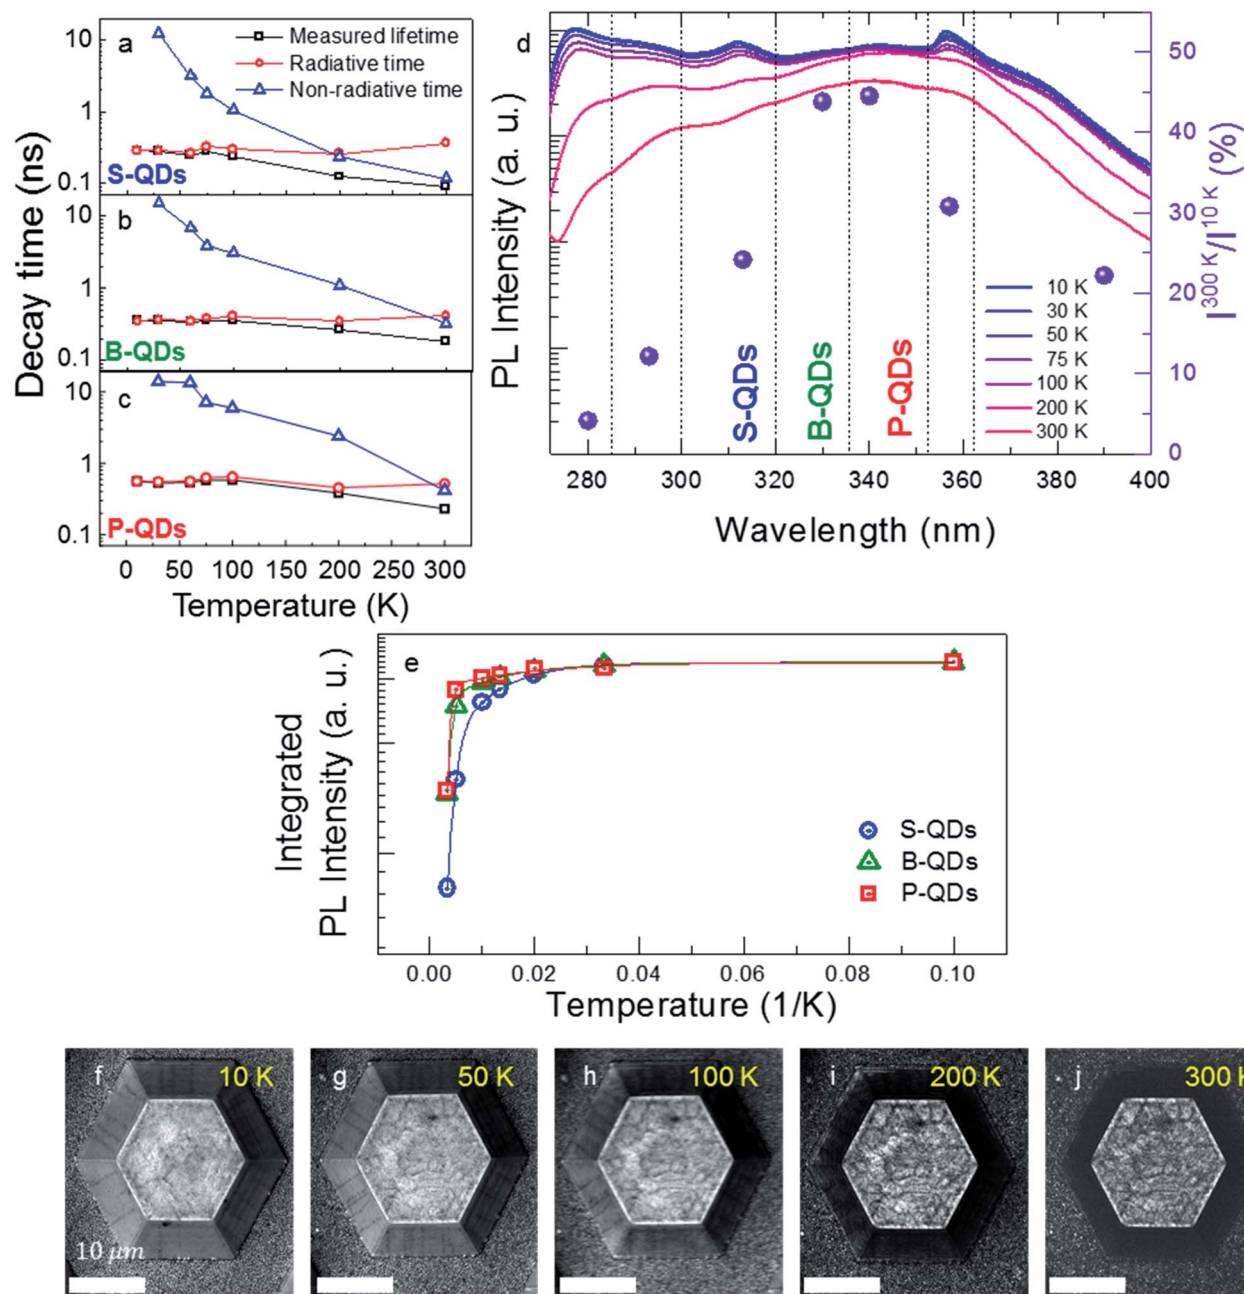 a
Measured lifetime
Radiative time
Non-radiative time
10
1
0.1
S-QDs
b
10
1
0.1
B-QDs
c
10
1
0.1
P-QDs
Decay time (ns)
0 50 100 150 200 250 300
Temperature (K)
d
PL Intensity (a. u.)
S-QDs
B-QDs
P-QDs
10 K
30 K
50 K
75 K
100 K
200 K
300 K
50
40
30
20
10
0
I^300 K/I^10 K (%)
280 300 320 340 360 380 400
Wavelength (nm)
e
Integrated
PL Intensity (a. u.)
S-QDs
B-QDs
P-QDs
0.00 0.02 0.04 0.06 0.08 0.10
Temperature (1/K)
f 10 K
10 μm
g 50 K
h 100 K
i 200 K
j 300 K